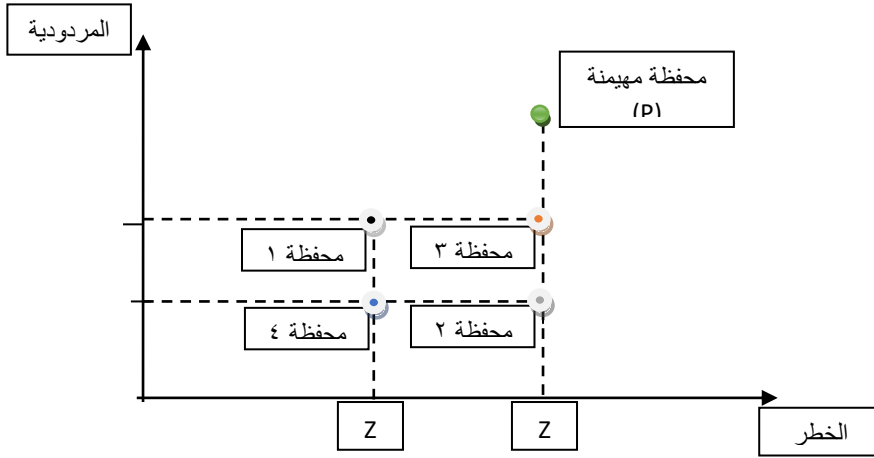 المردودية
محفظة مهيمنة
(P)
محفظة ١
محفظة ٣
محفظة ٤
محفظة ٢
Z
Z
الخطر